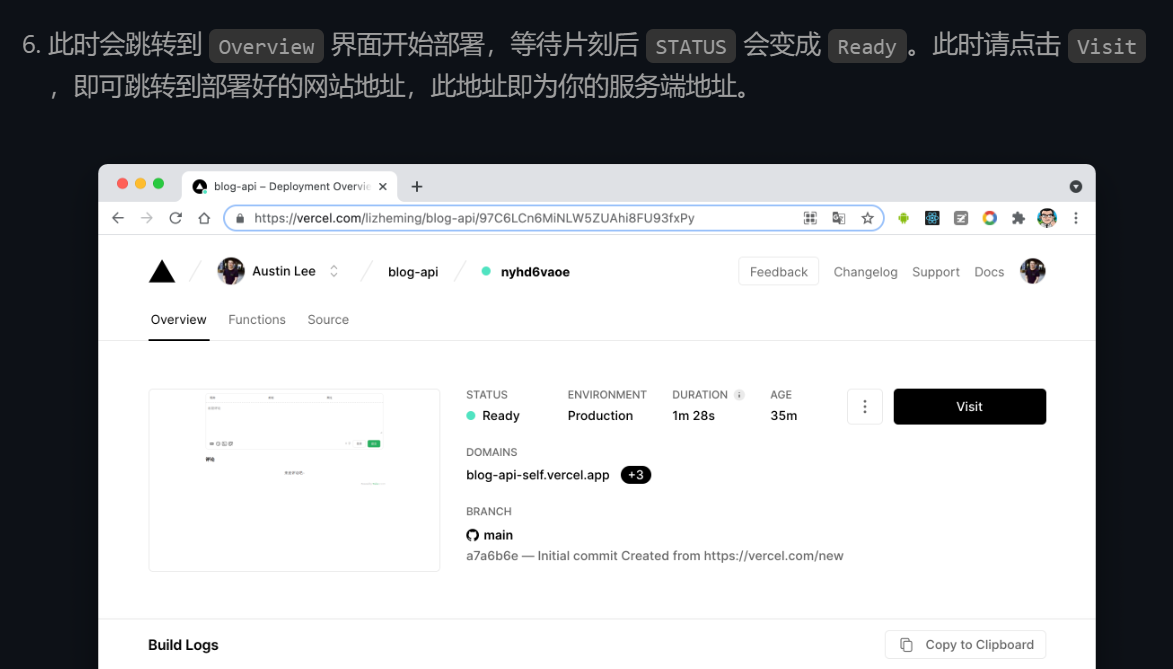 6. 此时会跳转到 Overview 界面开始部署，等待片刻后 STATUS 会变成 Ready 。此时请点击 Visit
，即可跳转到部署好的网站地址，此地址即为你的服务端地址。
blog-api – Deployment Overvie
https://vercel.com/lizheming/blog-api/97C6LCn6MiNLW5ZUAhi8FU93fxPy
Austin Lee blog-api nyhd6vaoe Feedback Changelog Support Docs
Overview Functions Source
STATUS ENVIRONMENT DURATION AGE
Ready Production 1m 28s 35m Visit
DOMAINS
blog-api-self.vercel.app +3
BRANCH
main
a7a6b6e — Initial commit Created from https://vercel.com/new
Build Logs Copy to Clipboard